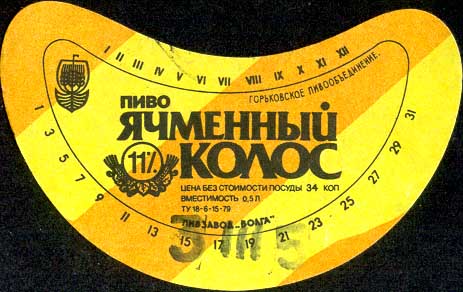 I II III IV V VI VII VIII IX X XI XII
ГОРЬКОВСКОЕ ПИВООБЪЕДИНЕНИЕ.
ПИВО
ЯЧМЕННЫЙ
КОЛОС
11%
ЦЕНА БЕЗ СТОИМОСТИ ПОСУДЫ 34 КОП
ВМЕСТИМОСТЬ 0,5 Л
ТУ 18-6-15-79
ПИВЗАВОД „ВОЛГА"
1 3 5 7 9 11 13 15 17 19 21 23 25 27 29 31